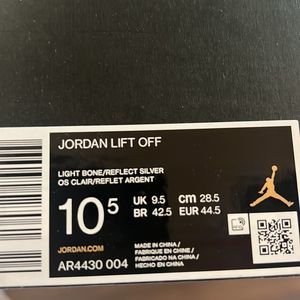 JORDAN LIFT OFF
LIGHT BONE/REFLECT SILVER
OS CLAIR/REFLET ARGENT
10 5 UK 9.5 cm 28.5
BR 42.5 EUR 44.5
JORDAN.COM
AR4430 004
MADE IN CHINA /
FABRIQUE EN CHINE /
FABRICADO NA CHINA /
HECHO EN CHINA